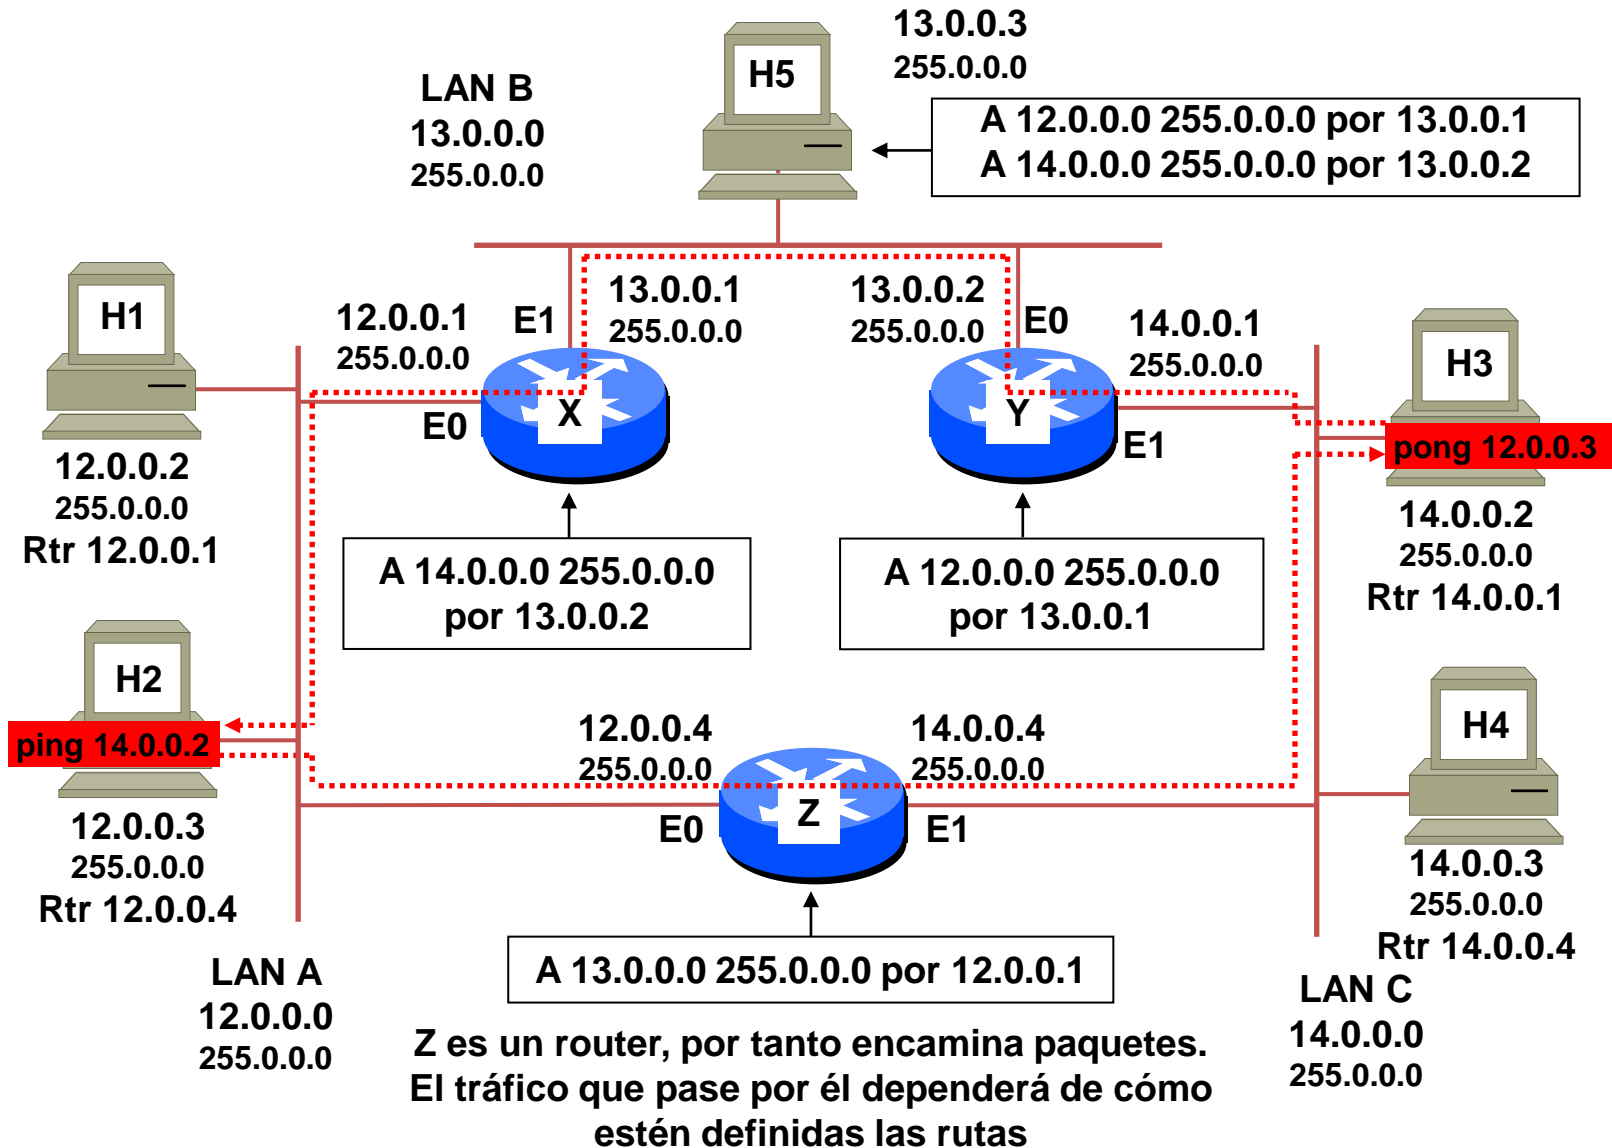 13.0.0.3
255.0.0.0
H5
LAN B
13.0.0.0
255.0.0.0
A 12.0.0.0 255.0.0.0 por 13.0.0.1
A 14.0.0.0 255.0.0.0 por 13.0.0.2
H1
12.0.0.1
255.0.0.0
E1
13.0.0.1
255.0.0.0
13.0.0.2
255.0.0.0
E0
14.0.0.1
255.0.0.0
H3
E0
X
Y
E1
pong 12.0.0.3
12.0.0.2
255.0.0.0
Rtr 12.0.0.1
14.0.0.2
255.0.0.0
Rtr 14.0.0.1
A 14.0.0.0 255.0.0.0
por 13.0.0.2
A 12.0.0.0 255.0.0.0
por 13.0.0.1
H2
ping 14.0.0.2
12.0.0.4
255.0.0.0
14.0.0.4
255.0.0.0
H4
E0
Z
E1
12.0.0.3
255.0.0.0
Rtr 12.0.0.4
14.0.0.3
255.0.0.0
Rtr 14.0.0.4
A 13.0.0.0 255.0.0.0 por 12.0.0.1
LAN A
12.0.0.0
255.0.0.0
LAN C
14.0.0.0
255.0.0.0
Z es un router, por tanto encamina paquetes.
El tráfico que pase por él dependerá de cómo
estén definidas las rutas